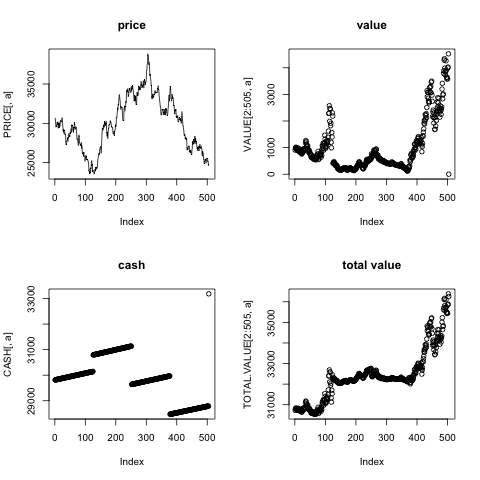 price
PRICE[, a]
25000 30000 35000
0 100 200 300 400 500
Index
value
VALUE[2:505, a]
0 1000 3000
0 100 200 300 400 500
Index
cash
CASH[, a]
29000 31000 33000
0 100 200 300 400 500
Index
total value
TOTAL.VALUE[2:505, a]
31000 33000 35000
0 100 200 300 400 500
Index